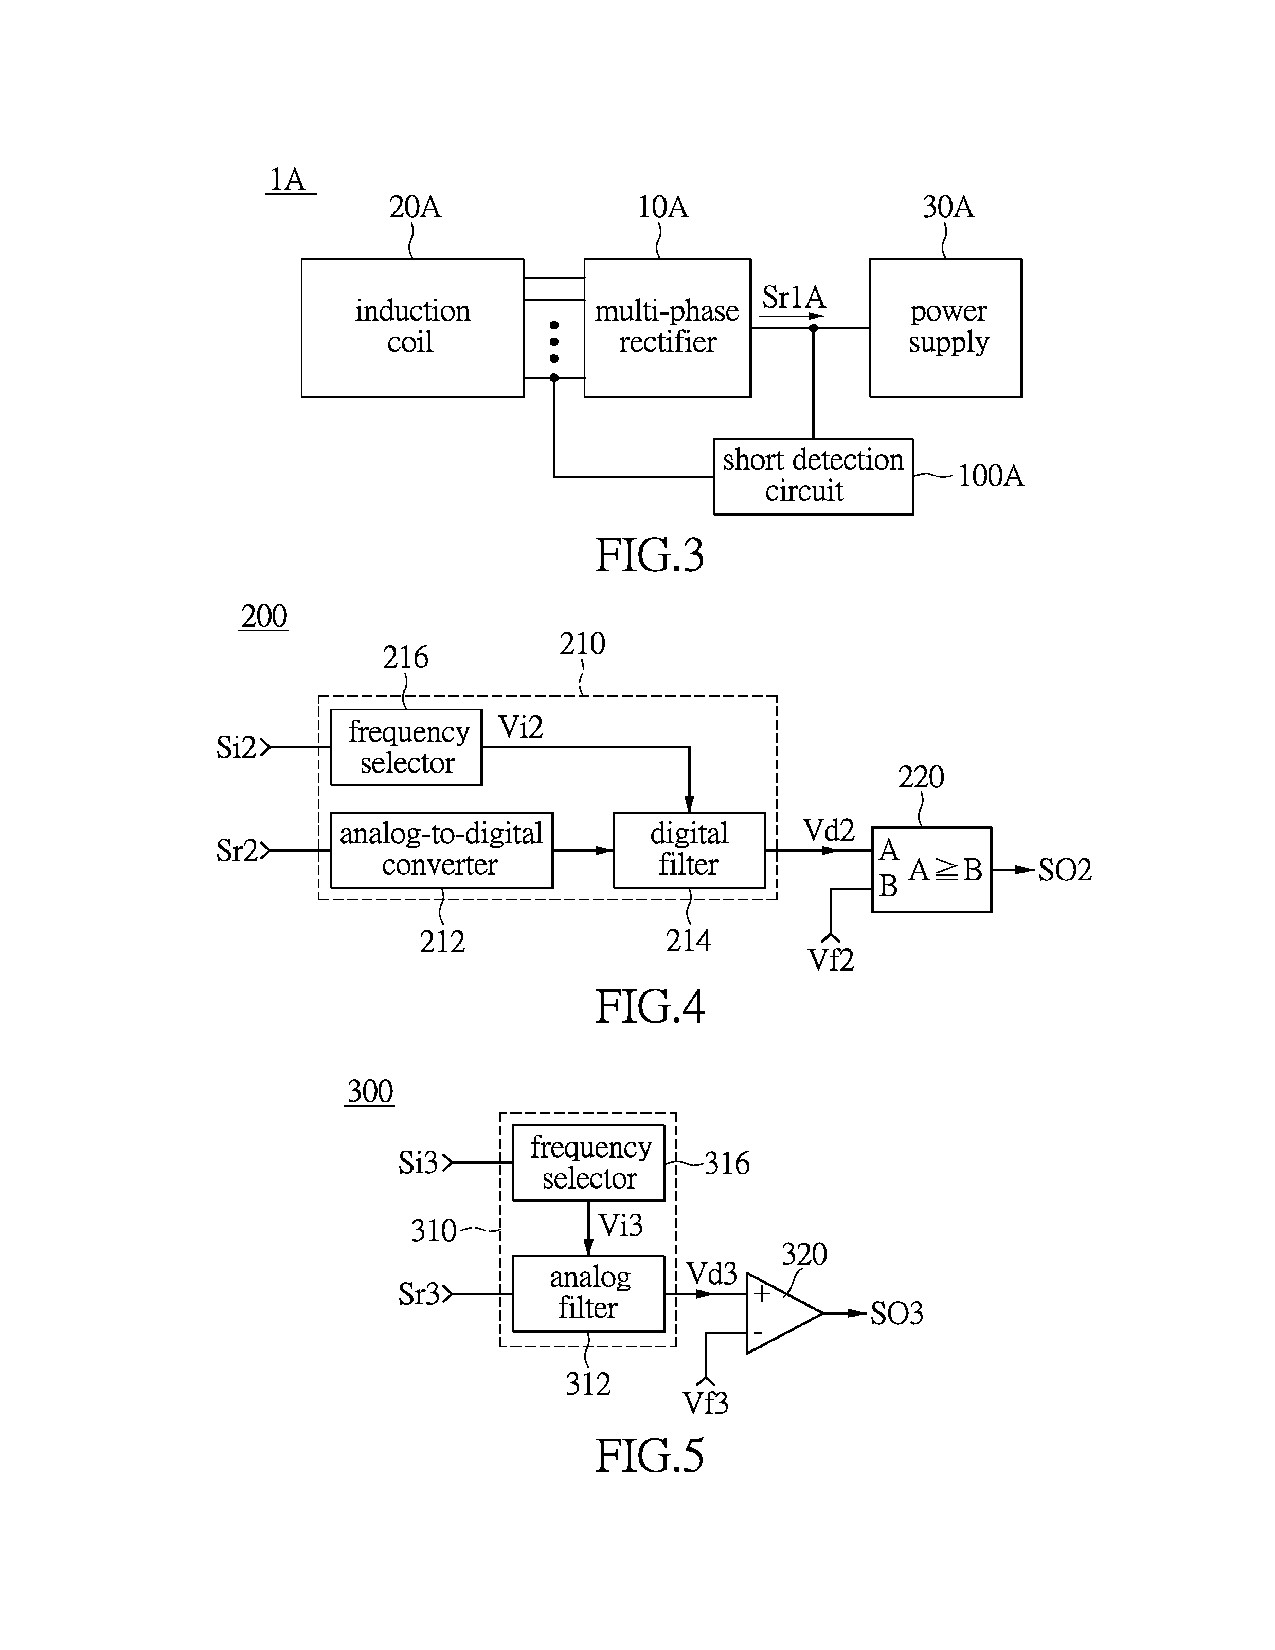 1A
20A
10A
30A
induction
coil
multi-phase
rectifier
Sr1A
power
supply
short detection
circuit
100A
FIG.3
200
216
210
Si2
frequency
selector
Vi2
220
Sr2
analog-to-digital
converter
digital
filter
Vd2
A
B
A≧B
SO2
212
214
Vf2
FIG.4
300
Si3
frequency
selector
316
310
Vi3
Sr3
analog
filter
Vd3
320
+
-
SO3
312
Vf3
FIG.5